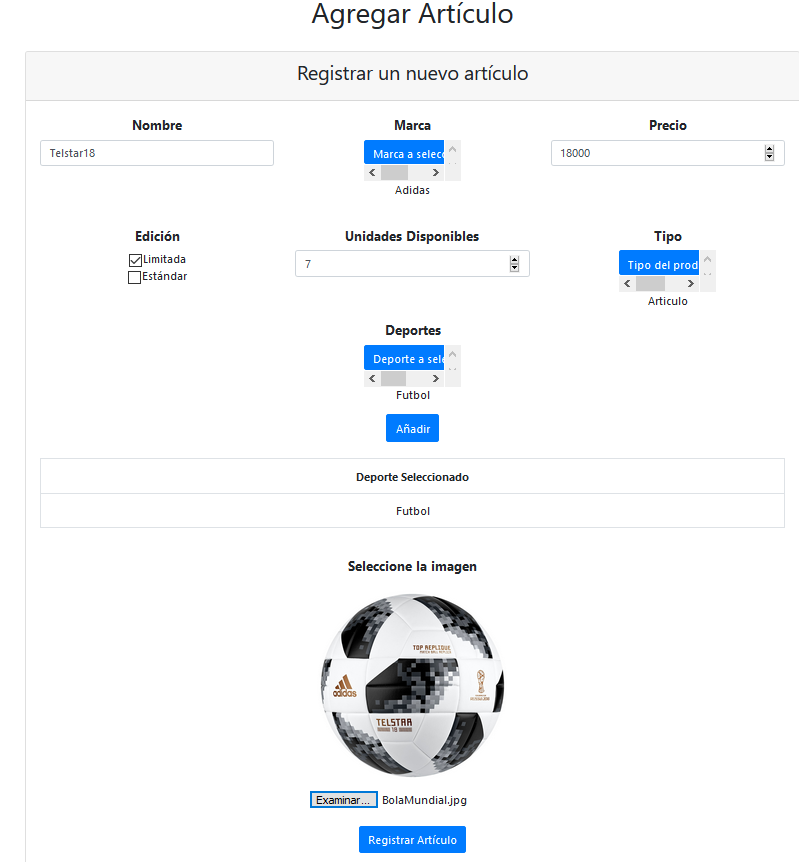 Agregar Artículo
Registrar un nuevo artículo
Nombre
Marca
Precio
Telstar18
Marca a selecc
18000
Adidas
Edición
Unidades Disponibles
Tipo
Limitada
Estándar
7
Tipo del prod
Articulo
Deportes
Deporte a sele
Futbol
Añadir
Deporte Seleccionado
Futbol
Seleccione la imagen
TOP REPLIQUE
adidas
TELSTAR
18
Examinar... BolaMundial.jpg
Registrar Artículo